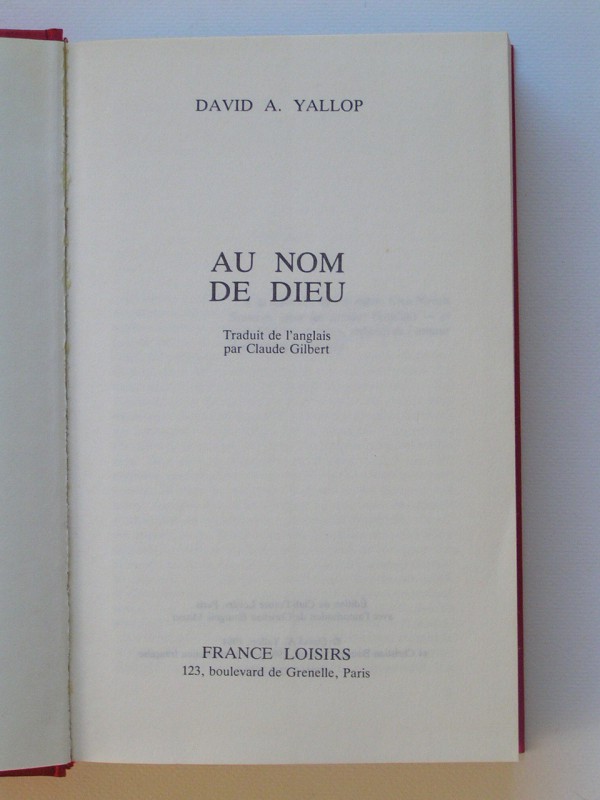 DAVID A. YALLOP
AU NOM
DE DIEU
Traduit de l'anglais
par Claude Gilbert
FRANCE LOISIRS
123, boulevard de Grenelle, Paris